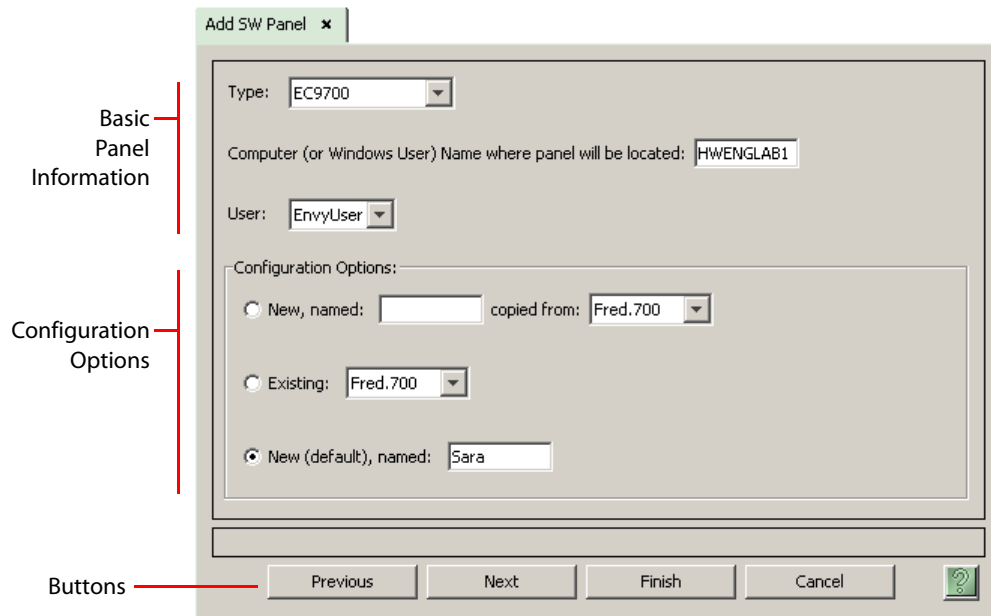 Add SW Panel ×
Basic
Panel
Information
Type: EC9700
Computer (or Windows User) Name where panel will be located: HWENGLAB1
User: EnvyUser
Configuration
Options
Configuration Options:
New, named: copied from: Fred.700
Existing: Fred.700
New (default), named: Sara
Buttons
Previous Next Finish Cancel ?